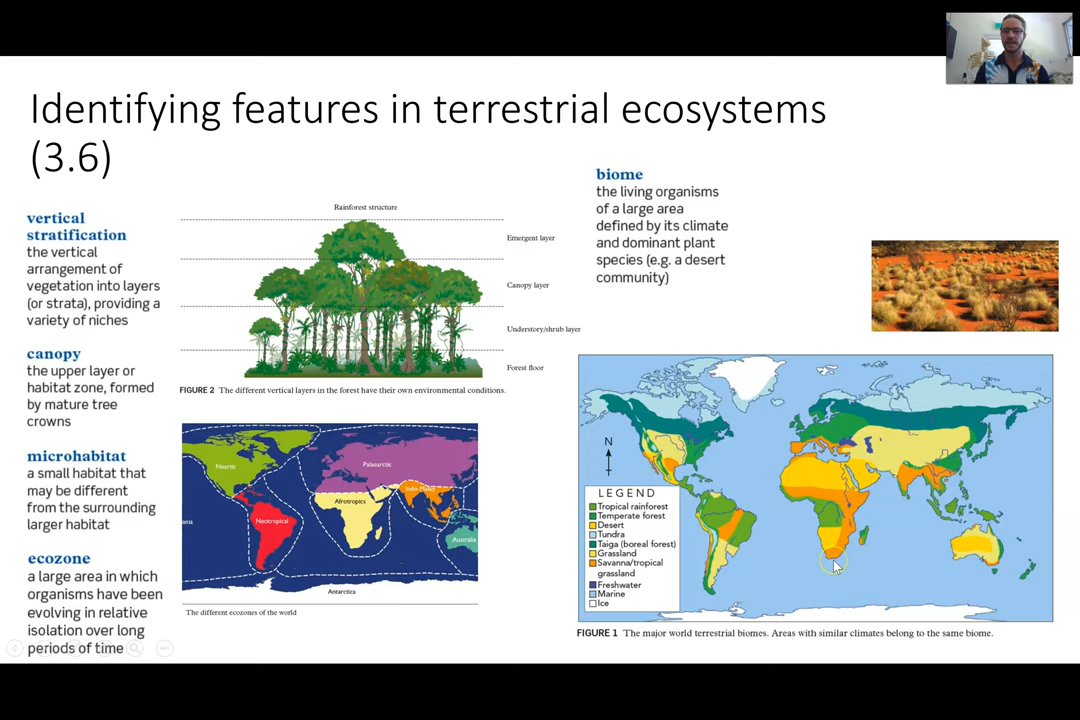 Identifying features in terrestrial ecosystems
(3.6)
vertical
stratification
the vertical
arrangement of
vegetation into layers
(or strata), providing a
variety of niches
canopy
the upper layer or
habitat zone, formed
by mature tree
crowns
microhabitat
a small habitat that
may be different
from the surrounding
larger habitat
ecozone
a large area in which
organisms have been
evolving in relative
isolation over long
periods of time
Rainforest structure
Emergent layer
Canopy layer
Understory/shrub layer
Forest floor
FIGURE 2 The different vertical layers in the forest have their own environmental conditions.
Neartic
Palaearctic
Afrotropics
Indo-Malay
Neotropical
ania
Australa
Antarctica
The different ecozones of the world
biome
the living organisms
of a large area
defined by its climate
and dominant plant
species (e.g. a desert
community)
N
LEGEND
Tropical rainforest
Temperate forest
Desert
Tundra
Taiga (boreal forest)
Grassland
Savanna/tropical
grassland
Freshwater
Marine
Ice
FIGURE 1 The major world terrestrial biomes. Areas with similar climates belong to the same biome.